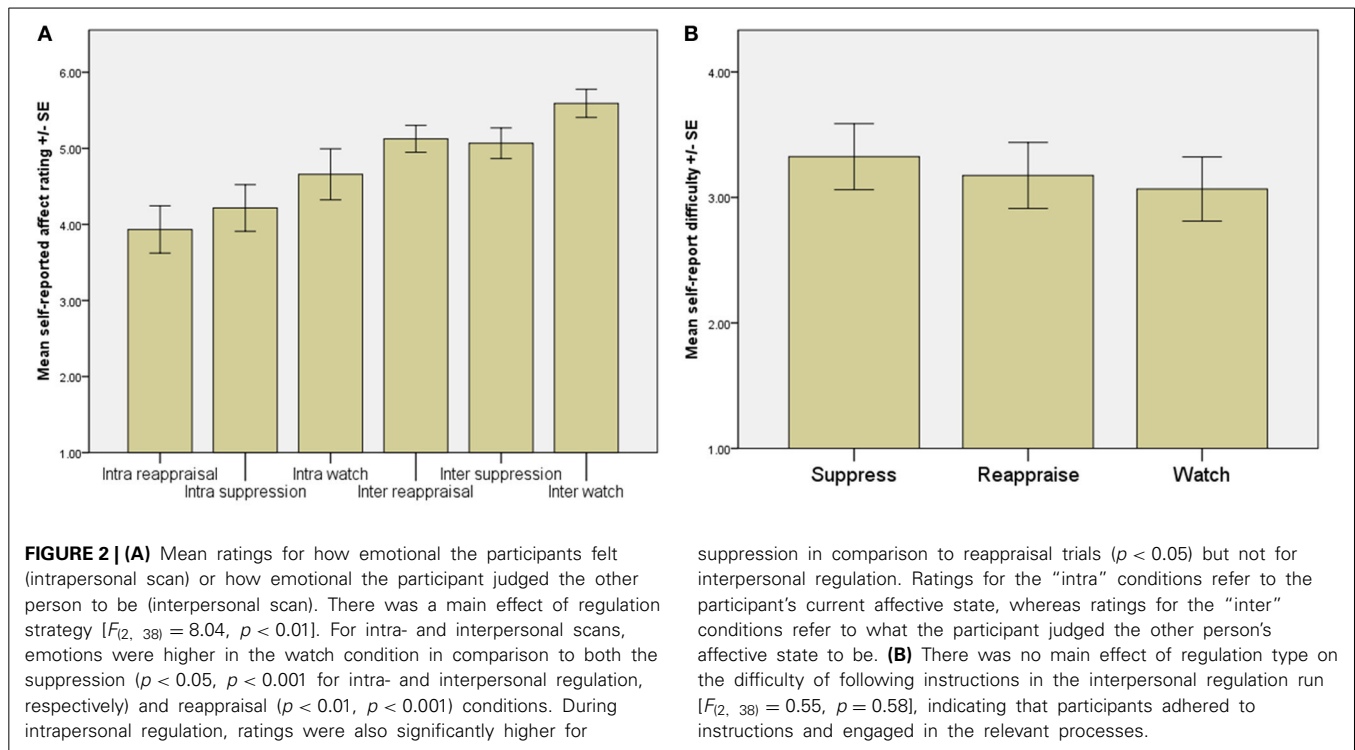 A
Mean self-reported affect rating +/- SE
6.00
5.00
4.00
3.00
2.00
1.00
Intra reappraisal
Intra suppression
Intra watch
Inter reappraisal
Inter suppression
Inter watch
B
Mean self-report difficulty +/- SE
4.00
3.00
2.00
1.00
Suppress
Reappraise
Watch
FIGURE 2 | (A) Mean ratings for how emotional the participants felt
(intrapersonal scan) or how emotional the participant judged the other
person to be (interpersonal scan). There was a main effect of regulation
strategy [F(2, 38) = 8.04, p < 0.01]. For intra- and interpersonal scans,
emotions were higher in the watch condition in comparison to both the
suppression (p < 0.05, p < 0.001 for intra- and interpersonal regulation,
respectively) and reappraisal (p < 0.01, p < 0.001) conditions. During
intrapersonal regulation, ratings were also significantly higher for
suppression in comparison to reappraisal trials (p < 0.05) but not for
interpersonal regulation. Ratings for the “intra” conditions refer to the
participant’s current affective state, whereas ratings for the “inter”
conditions refer to what the participant judged the other person’s
affective state to be. (B) There was no main effect of regulation type on
the difficulty of following instructions in the interpersonal regulation run
[F(2, 38) = 0.55, p = 0.58], indicating that participants adhered to
instructions and engaged in the relevant processes.